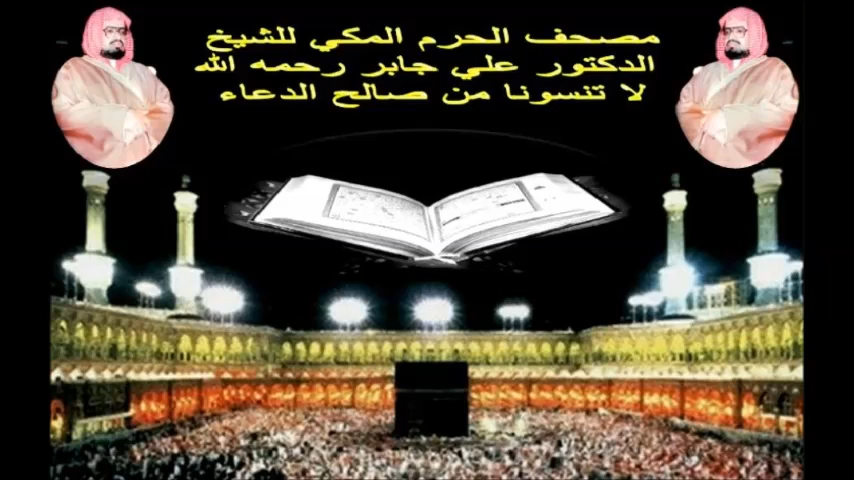 مصحف الحرم المكي للشيخ
الدكتور علي جابر رحمه الله
لا تنسونا من صالح الدعاء